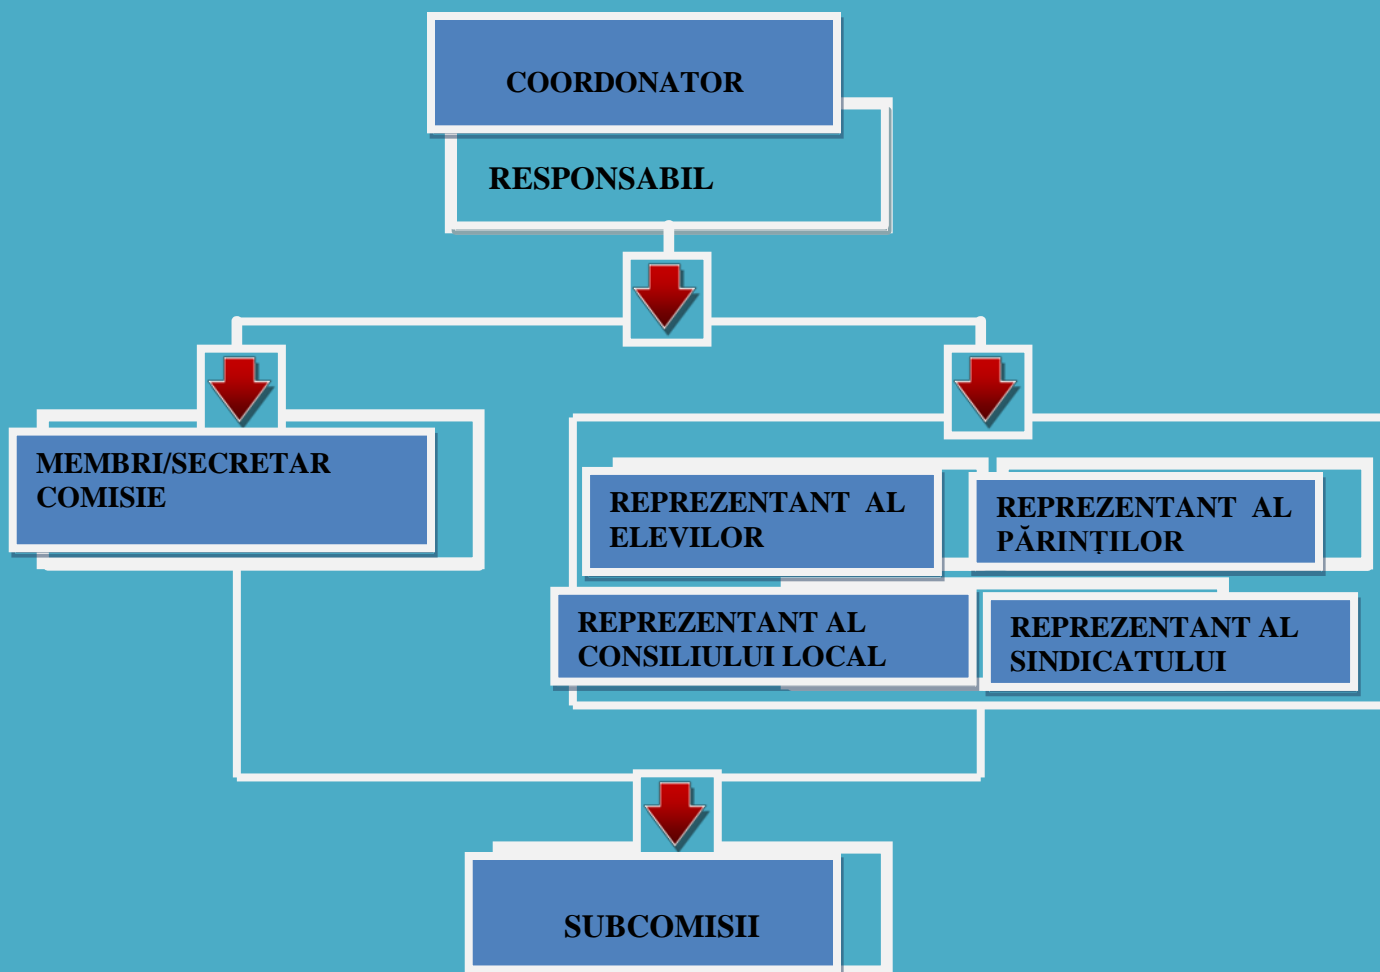 COORDONATOR
RESPONSABIL
MEMBRI/SECRETAR
COMISIE
REPREZENTANT AL
ELEVILOR
REPREZENTANT AL
PĂRINȚILOR
REPREZENTANT AL
CONSILIULUI LOCAL
REPREZENTANT AL
SINDICATULUI
SUBCOMISII